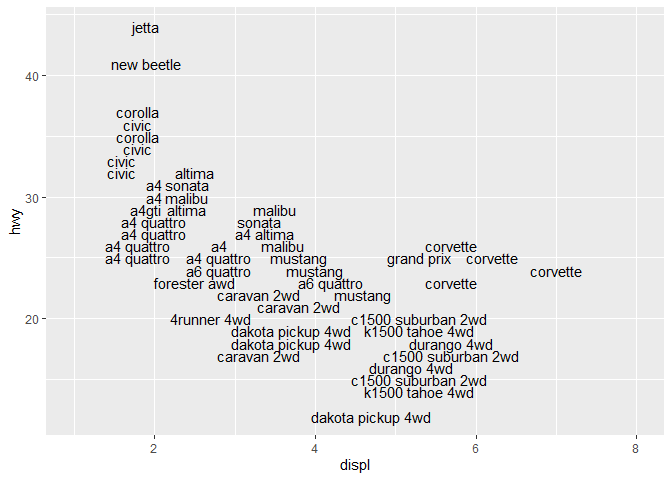 jetta
new beetle
40
corolla
civic
corolla
civic
civic
civic altima
a4 sonata
30
a4 malibu
a4 gti altima malibu
a4 quattro sonata
a4 quattro a4 altima
a4 quattro a4 malibu corvette
a4 quattro a4 quattro mustang grand prix corvette
a6 quattro mustang corvette
forester awd a6 quattro corvette
caravan 2wd mustang
caravan 2wd
20
4runner 4wd c1500 suburban 2wd
dakota pickup 4wd k1500 tahoe 4wd
dakota pickup 4wd durango 4wd
caravan 2wd c1500 suburban 2wd
durango 4wd
c1500 suburban 2wd
k1500 tahoe 4wd
dakota pickup 4wd
hwy
2 4 6 8
displ